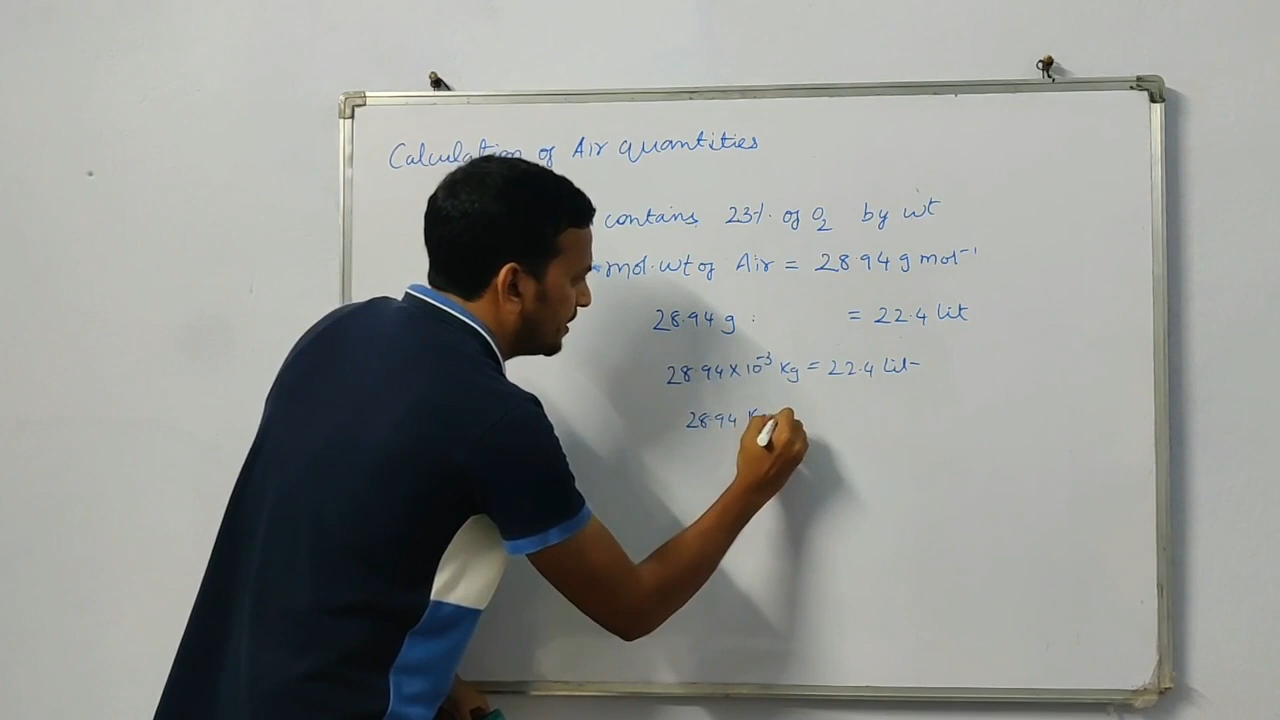 Calculation of Air quantities
contains 23% of O2 by wt
mol.wt of Air = 28.94 g mol⁻¹
28.94 g : = 22.4 lit
28.94 × 10⁻³ Kg = 22.4 Lit
28.94 Kg